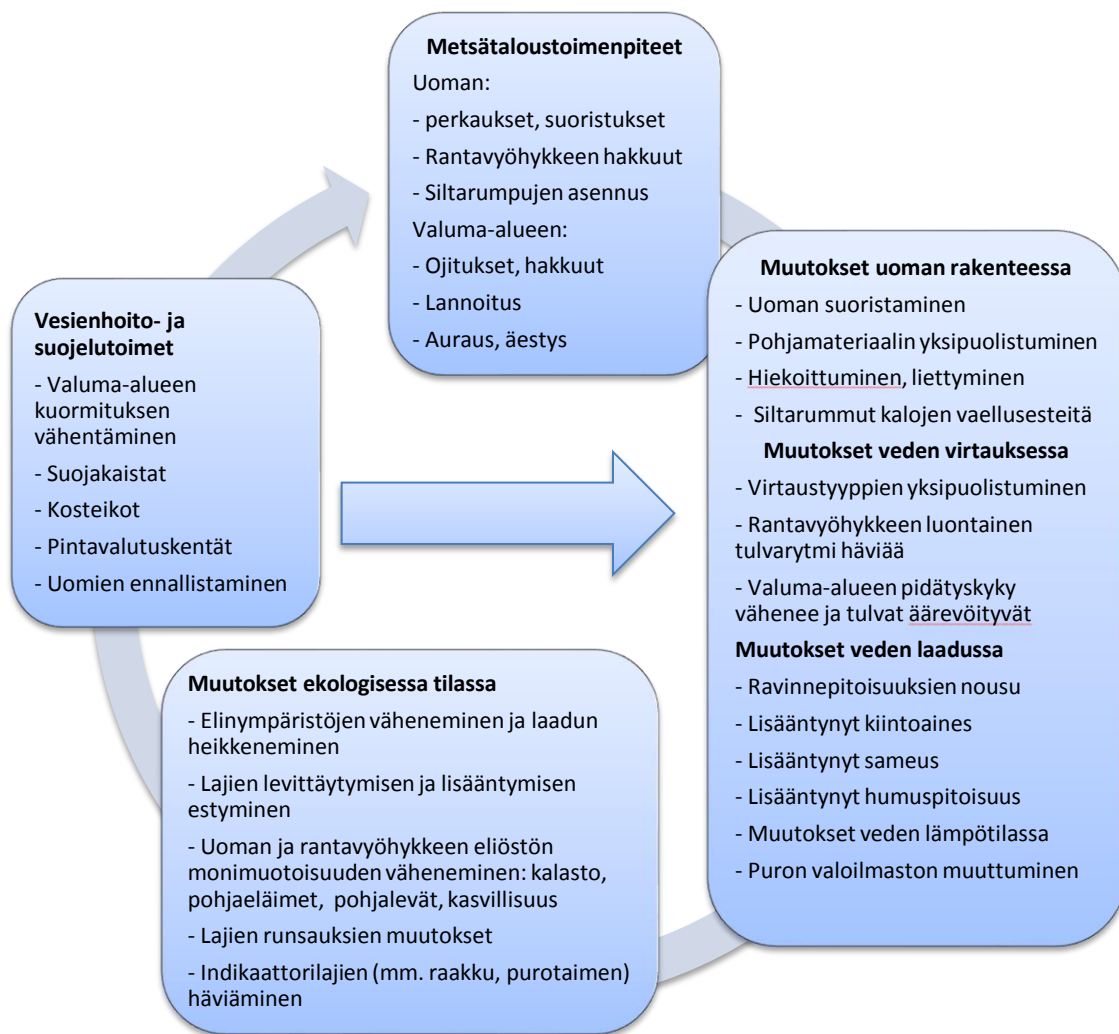 Metsätaloustoimenpiteet
Uoman:
- perkaukset, suoristukset
- Rantavyöhykkeen hakkuut
- Siltarumpujen asennus
Valuma-alueen:
- Ojitukset, hakkuut
- Lannoitus
- Auraus, äestys
Muutokset uoman rakenteessa
- Uoman suoristaminen
- Pohjamateriaalin yksipuolistuminen
- Hiekoittuminen, liettyminen
- Siltarummut kalojen vaellusesteitä
Muutokset veden virtauksessa
- Virtaustyyppien yksipuolistuminen
- Rantavyöhykkeen luontainen
tulvarytmi häviää
- Valuma-alueen pidätyskyky
vähenee ja tulvat äärevöityvät
Muutokset veden laadussa
- Ravinnepitoisuuksien nousu
- Lisääntynyt kiintoaines
- Lisääntynyt sameus
- Lisääntynyt humuspitoisuus
- Muutokset veden lämpötilassa
- Puron valoilmaston muuttuminen
Muutokset ekologisessa tilassa
- Elinympäristöjen väheneminen ja laadun
heikkeneminen
- Lajien levittäytymisen ja lisääntymisen
estyminen
- Uoman ja rantavyöhykkeen eliöstön
monimuotoisuuden väheneminen: kalasto,
pohjaeläimet, pohjalevät, kasvillisuus
- Lajien runsauksien muutokset
- Indikaattorilajien (mm. raakku, purotaimen)
häviäminen
Vesienhoito- ja
suojelutoimet
- Valuma-alueen
kuormituksen
vähentäminen
- Suojakaistat
- Kosteikot
- Pintavalutuskentät
- Uomien ennallistaminen